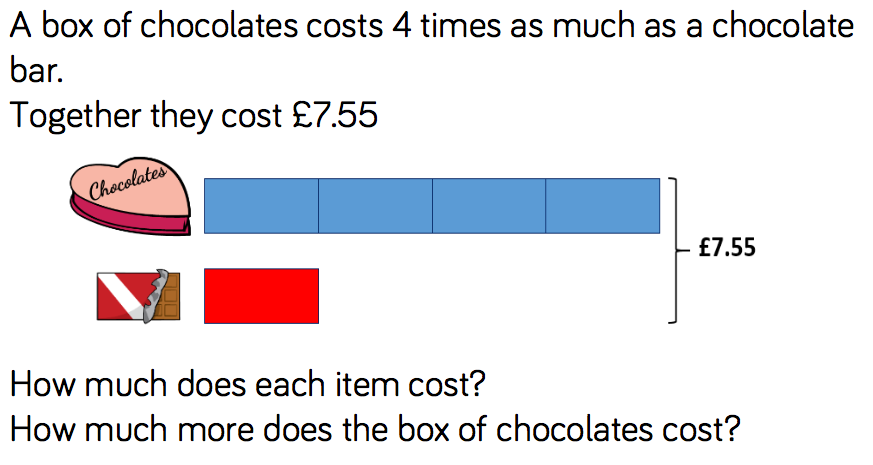 A box of chocolates costs 4 times as much as a chocolate
bar.
Together they cost £7.55
Chocolates
£7.55
How much does each item cost?
How much more does the box of chocolates cost?